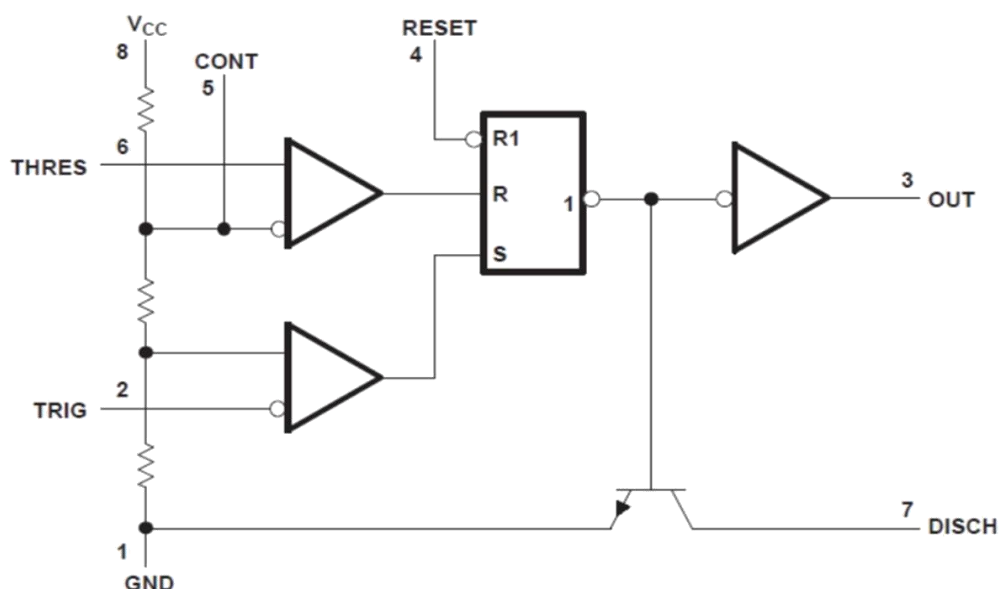 VCC
8
CONT
5
RESET
4
6
THRES
R1
R
1
S
3
OUT
2
TRIG
7
DISCH
1
GND